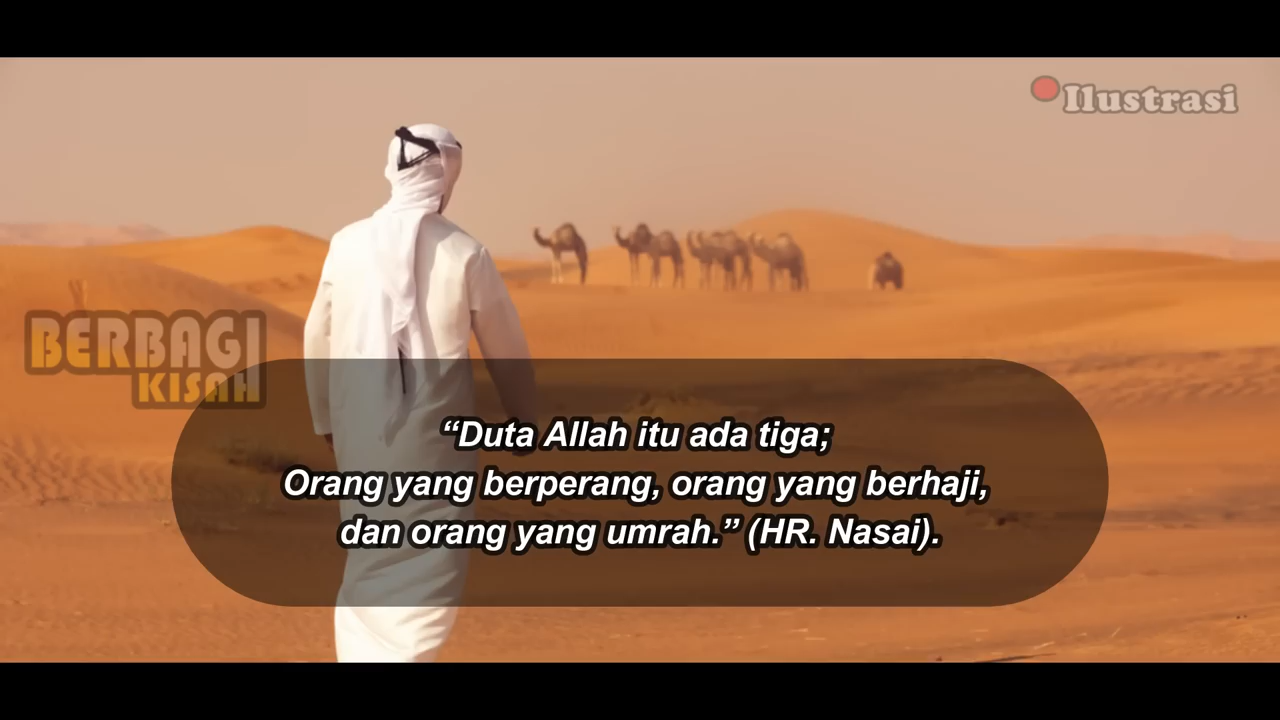 Ilustrasi
BERBAGI
KISAH
“Duta Allah itu ada tiga;
Orang yang berperang, orang yang berhaji,
dan orang yang umrah.” (HR. Nasai).